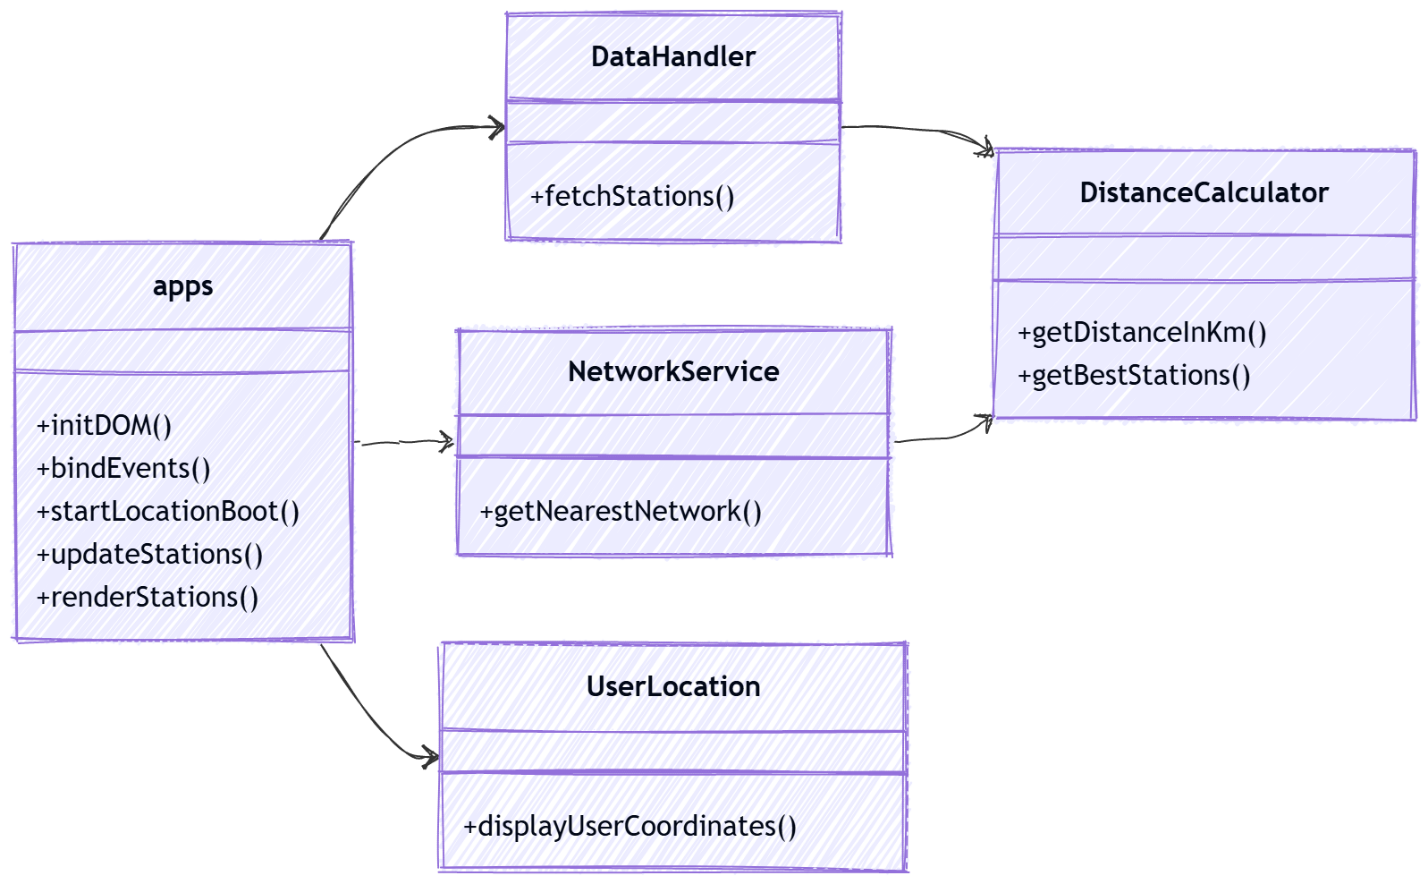 DataHandler
+fetchStations()
DistanceCalculator
+getDistanceInKm()
+getBestStations()
apps
+initDOM()
+bindEvents()
+startLocationBoot()
+updateStations()
+renderStations()
NetworkService
+getNearestNetwork()
UserLocation
+displayUserCoordinates()